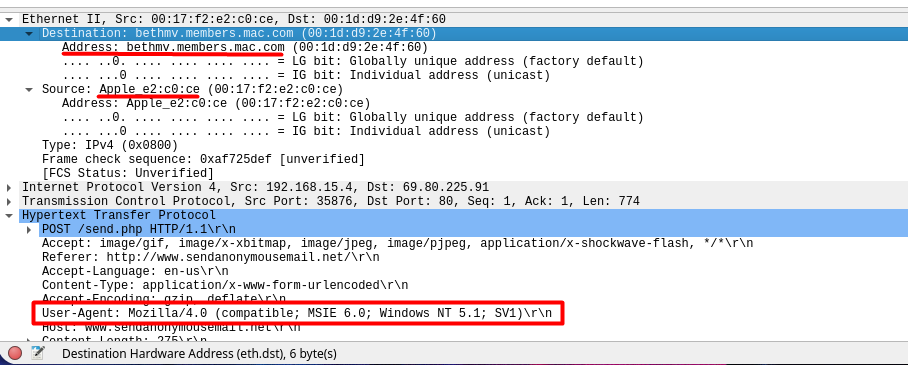 Ethernet II, Src: 00:17:f2:e2:c0:ce, Dst: 00:1d:d9:2e:4f:60
Destination: bethmv.members.mac.com (00:1d:d9:2e:4f:60)
Address: bethmv.members.mac.com (00:1d:d9:2e:4f:60)
.... ..0. .... .... .... .... = LG bit: Globally unique address (factory default)
.... ...0 .... .... .... .... = IG bit: Individual address (unicast)
Source: Apple_e2:c0:ce (00:17:f2:e2:c0:ce)
Address: Apple_e2:c0:ce (00:17:f2:e2:c0:ce)
.... ..0. .... .... .... .... = LG bit: Globally unique address (factory default)
.... ...0 .... .... .... .... = IG bit: Individual address (unicast)
Type: IPv4 (0x0800)
Frame check sequence: 0xaf725def [unverified]
[FCS Status: Unverified]
Internet Protocol Version 4, Src: 192.168.15.4, Dst: 69.80.225.91
Transmission Control Protocol, Src Port: 35876, Dst Port: 80, Seq: 1, Ack: 1, Len: 774
Hypertext Transfer Protocol
POST /send.php HTTP/1.1\r\n
Accept: image/gif, image/x-xbitmap, image/jpeg, image/pjpeg, application/x-shockwave-flash, */*\r\n
Referer: http://www.sendanonymousemail.net/\r\n
Accept-Language: en-us\r\n
Content-Type: application/x-www-form-urlencoded\r\n
Accept-Encoding: gzip, deflate\r\n
User-Agent: Mozilla/4.0 (compatible; MSIE 6.0; Windows NT 5.1; SV1)\r\n
Host: www.sendanonymousemail.net\r\n
Content-Length: 275\r\n
Destination Hardware Address (eth.dst), 6 byte(s)